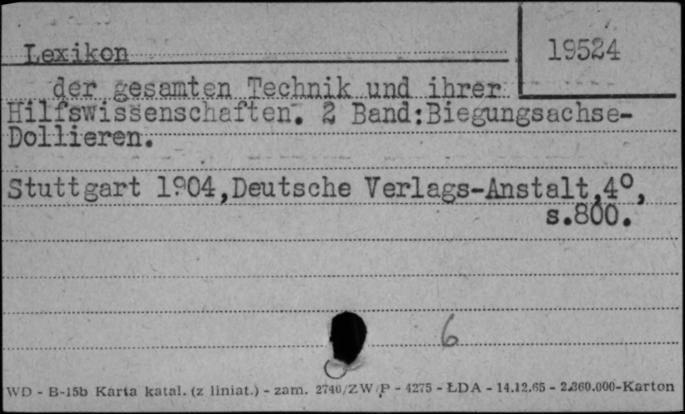 Lexikon
19524
der gesamten Technik und ihrer
Hilfswissenschaften. 2 Band:Biegungsachse-
Dollieren.
Stuttgart 1904,Deutsche Verlags-Anstalt,4°,
s.800.
6
WD - B-15b Karta katal. (z liniat.) - zam. 2740/ZW/P - 4275 - ŁDA - 14.12.65 - 2.360.000-Karton